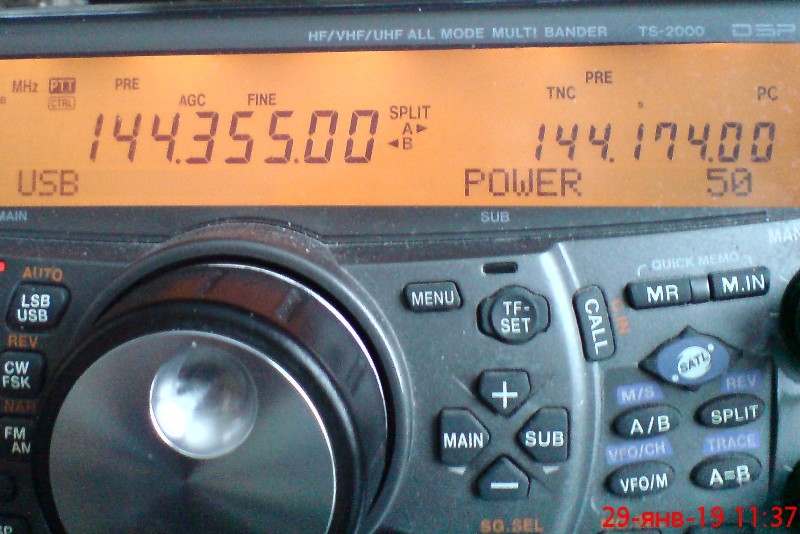 HF/VHF/UHF ALL MODE MULTI BANDER TS-2000 DSP
MHz PTT PRE PRE
CTRL AGC FINE TNC PC
144.355.00 SPLIT 144.174.00
A►
◄B
USB POWER 50
MAIN SUB
AUTO
LSB
USB
REV
CW
FSK
NAR
FM
AM
MENU
TF-
SET
CALL
C.IN
QUICK MEMO
MR M.IN
SATL
+
MAIN SUB
−
SG.SEL
M/S REV
A/B SPLIT
VFO/CH TRACE
VFO/M A=B
29-янв-19 11:37